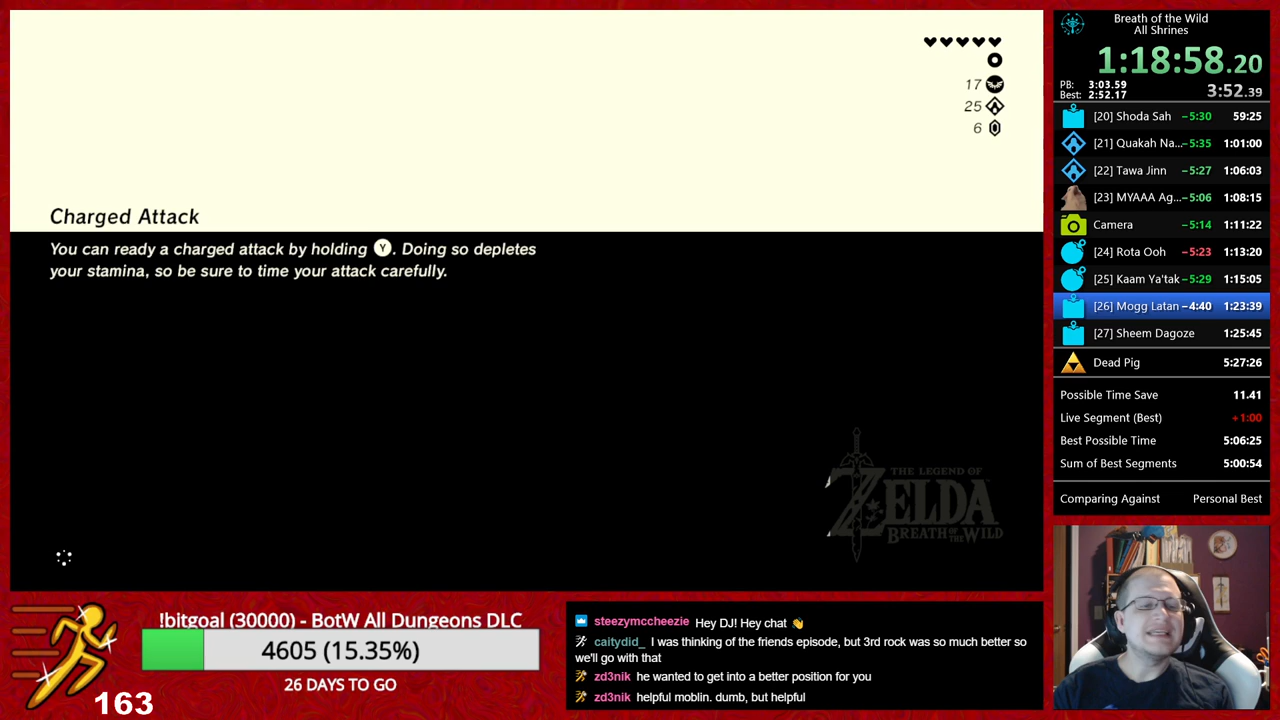 17
25
6
Charged Attack
You can ready a charged attack by holding Ⓨ. Doing so depletes
your stamina, so be sure to time your attack carefully.
THE LEGEND OF
ZELDA
BREATH OF THE WILD
Breath of the Wild
All Shrines
1:18:58.20
PB: 3:03.59
Best: 2:52.17
3:52.39
[20] Shoda Sah −5:30 59:25
[21] Quakah Na... −5:35 1:01:00
[22] Tawa Jinn −5:27 1:06:03
[23] MYAAA Ag... −5:06 1:08:15
Camera −5:14 1:11:22
[24] Rota Ooh −5:23 1:13:20
[25] Kaam Ya'tak −5:29 1:15:05
[26] Mogg Latan −4:40 1:23:39
[27] Sheem Dagoze 1:25:45
Dead Pig 5:27:26
Possible Time Save 11.41
Live Segment (Best) +1:00
Best Possible Time 5:06:25
Sum of Best Segments 5:00:54
Comparing Against Personal Best
163
!bitgoal (30000) - BotW All Dungeons DLC
4605 (15.35%)
26 DAYS TO GO
steezymccheezie Hey DJ! Hey chat 👋
caitydid_ I was thinking of the friends episode, but 3rd rock was so much better so
we'll go with that
zd3nik he wanted to get into a better position for you
zd3nik helpful moblin. dumb, but helpful